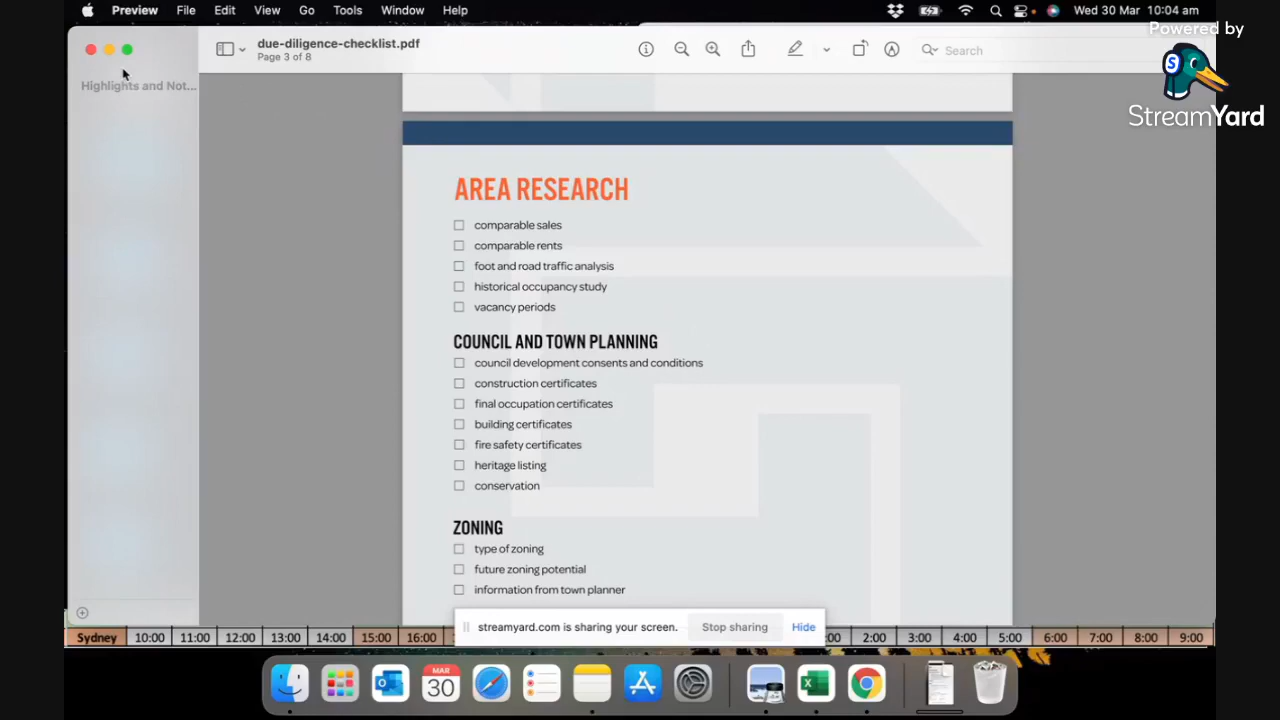 Preview File Edit View Go Tools Window Help Wed 30 Mar 10:04 am
Powered by
StreamYard
due-diligence-checklist.pdf
Page 3 of 8
Search
Highlights and Not...
AREA RESEARCH
comparable sales
comparable rents
foot and road traffic analysis
historical occupancy study
vacancy periods
COUNCIL AND TOWN PLANNING
council development consents and conditions
construction certificates
final occupation certificates
building certificates
fire safety certificates
heritage listing
conservation
ZONING
type of zoning
future zoning potential
information from town planner
streamyard.com is sharing your screen. Stop sharing Hide
Sydney 10:00 11:00 12:00 13:00 14:00 15:00 16:00 2:00 3:00 4:00 5:00 6:00 7:00 8:00 9:00
MAR
30